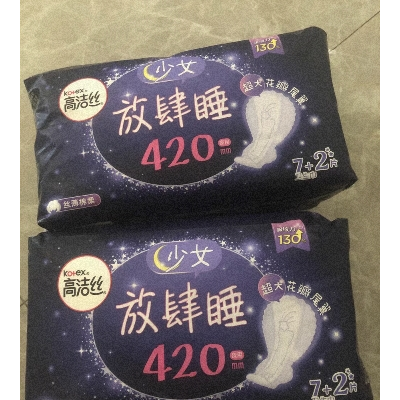 kotex
高洁丝
少女
放肆睡
420
mm
130
超大花瓣尾翼
7+2片
丝薄棉柔
kotex
高洁丝
少女
放肆睡
420
mm
130
超大花瓣尾翼
7+2片